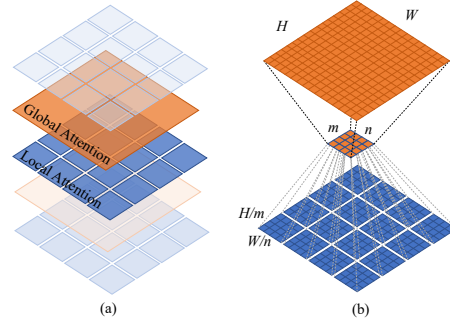 Global Attention
Local Attention
(a)
H
W
m
n
H/m
W/n
(b)